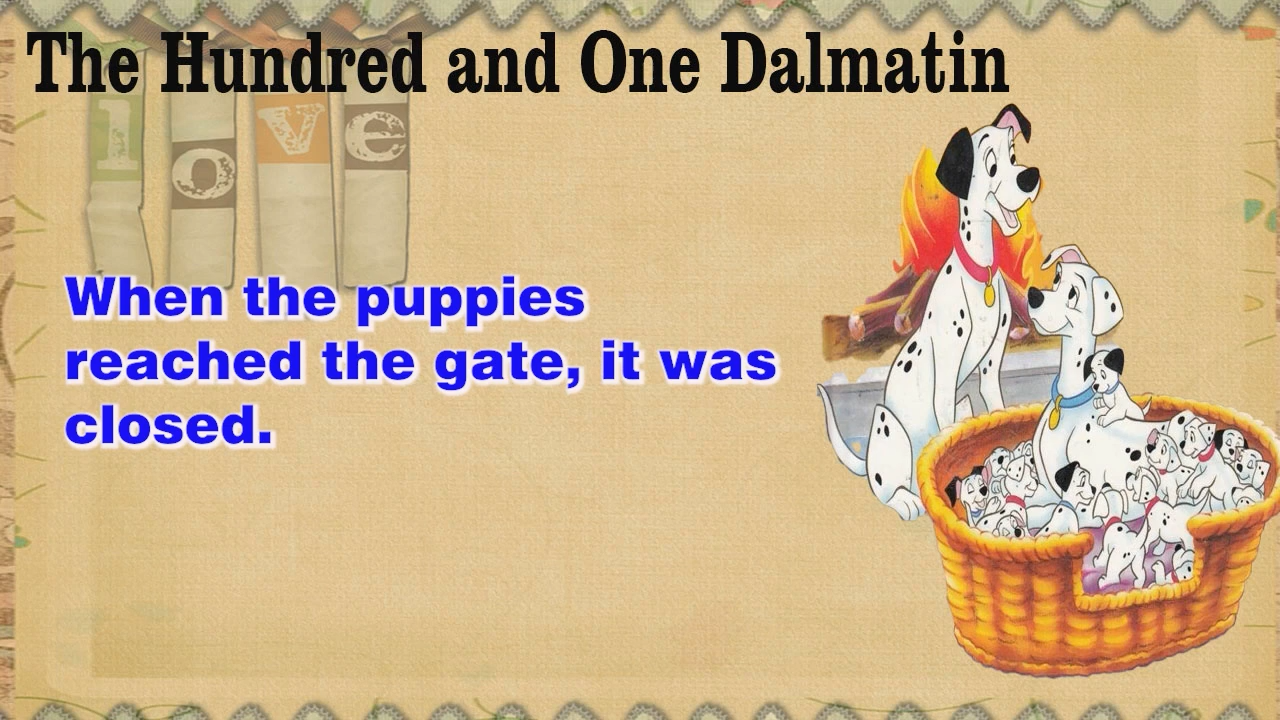 The Hundred and One Dalmatin
love
When the puppies
reached the gate, it was
closed.